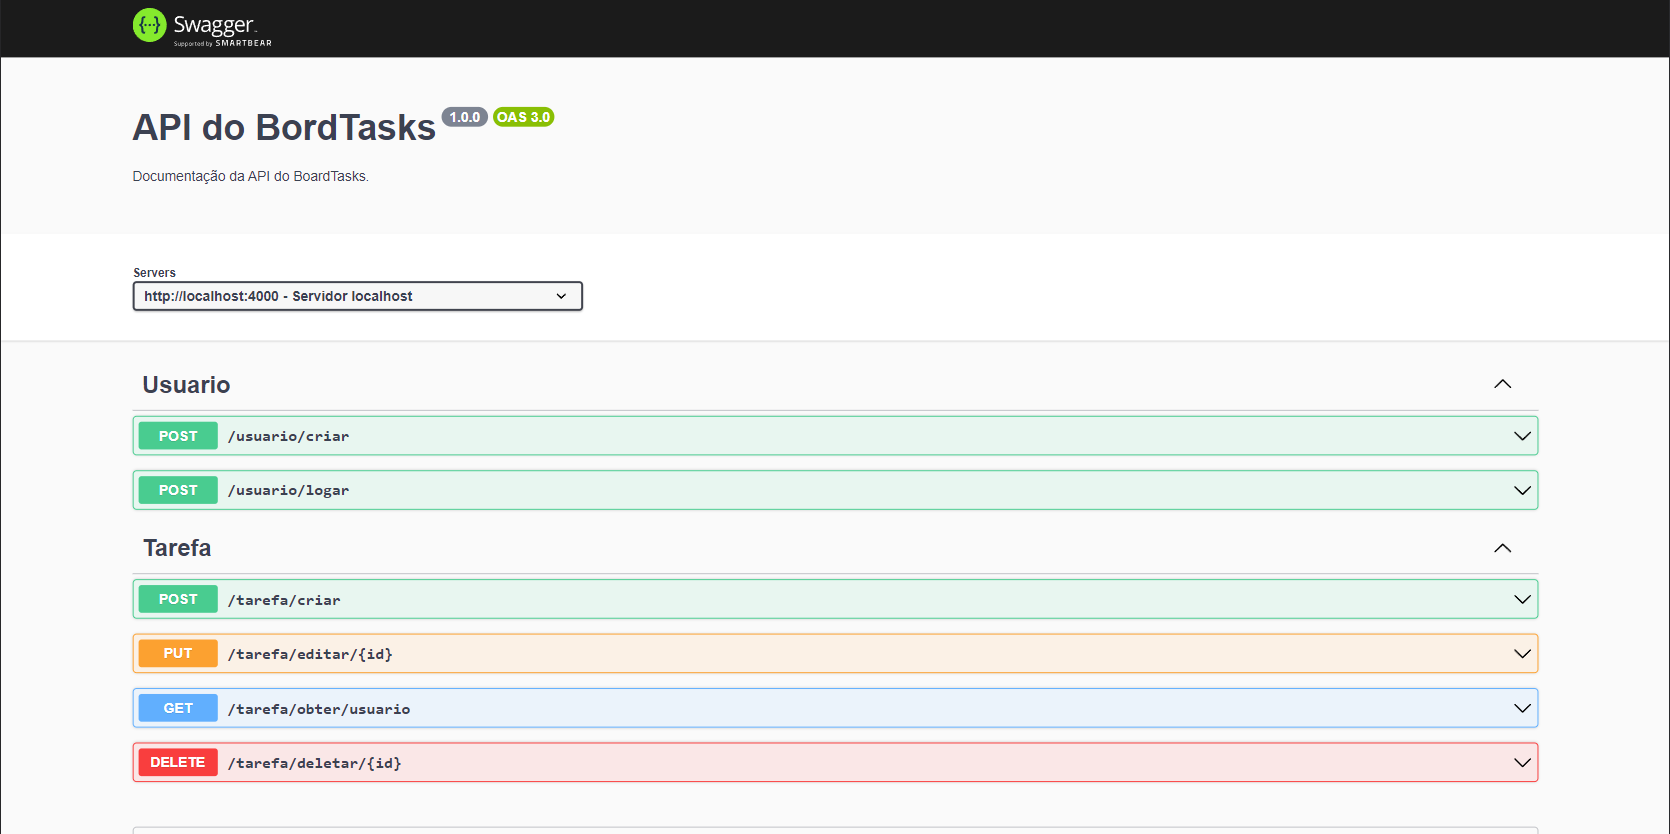 Swagger
Supported by SMARTBEAR
API do BordTasks 1.0.0 OAS 3.0
Documentação da API do BoardTasks.
Servers
http://localhost:4000 - Servidor localhost
Usuario
POST /usuario/criar
POST /usuario/logar
Tarefa
POST /tarefa/criar
PUT /tarefa/editar/{id}
GET /tarefa/obter/usuario
DELETE /tarefa/deletar/{id}